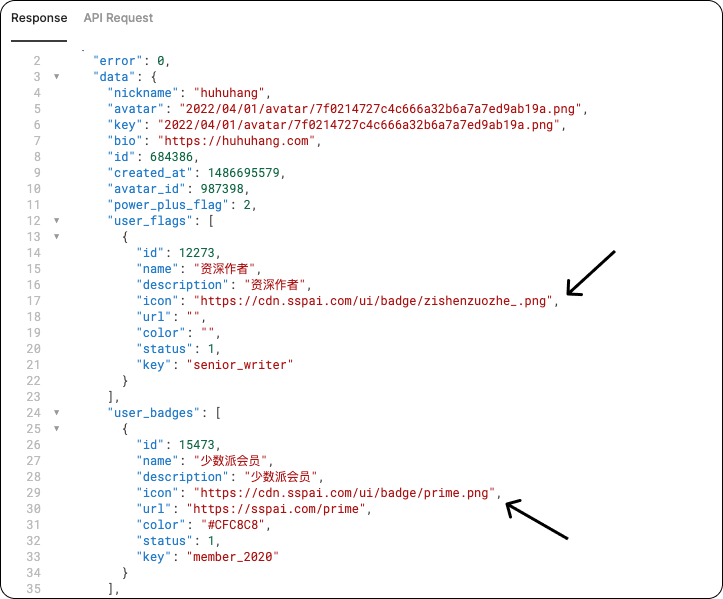 Response API Request
2 "error": 0,
3 "data": {
4 "nickname": "huhuhang",
5 "avatar": "2022/04/01/avatar/7f0214727c4c666a32b6a7a7ed9ab19a.png",
6 "key": "2022/04/01/avatar/7f0214727c4c666a32b6a7a7ed9ab19a.png",
7 "bio": "https://huhuhang.com",
8 "id": 684386,
9 "created_at": 1486695579,
10 "avatar_id": 987398,
11 "power_plus_flag": 2,
12 "user_flags": [
13 {
14 "id": 12273,
15 "name": "资深作者",
16 "description": "资深作者",
17 "icon": "https://cdn.sspai.com/ui/badge/zishenzuozhe_.png",
18 "url": "",
19 "color": "",
20 "status": 1,
21 "key": "senior_writer"
22 }
23 ],
24 "user_badges": [
25 {
26 "id": 15473,
27 "name": "少数派会员",
28 "description": "少数派会员",
29 "icon": "https://cdn.sspai.com/ui/badge/prime.png",
30 "url": "https://sspai.com/prime",
31 "color": "#CFC8C8",
32 "status": 1,
33 "key": "member_2020"
34 }
35 ],